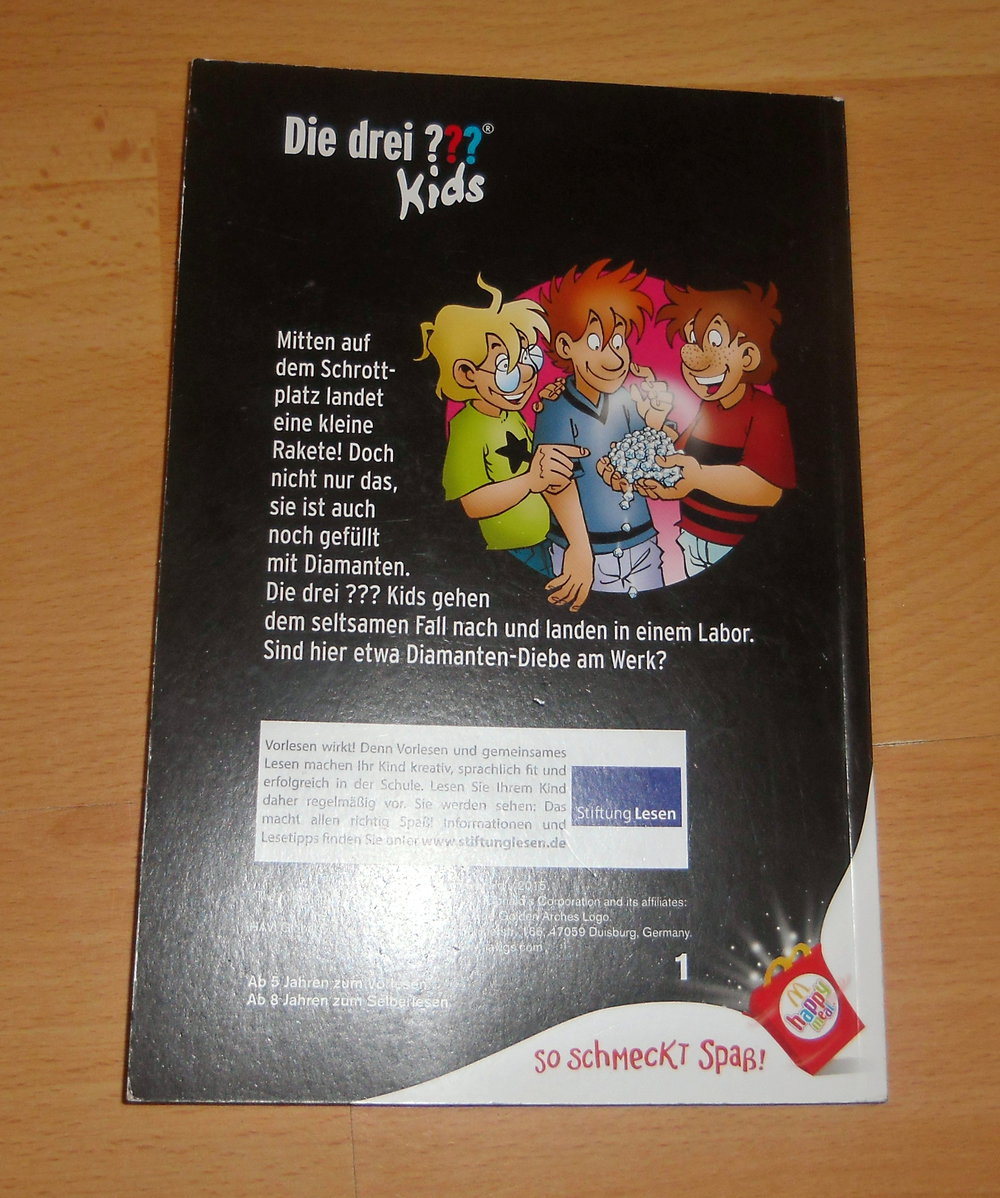 Die drei ???®
Kids
Mitten auf
dem Schrott-
platz landet
eine kleine
Rakete! Doch
nicht nur das,
sie ist auch
noch gefüllt
mit Diamanten.
Die drei ??? Kids gehen
dem seltsamen Fall nach und landen in einem Labor.
Sind hier etwa Diamanten-Diebe am Werk?
Vorlesen wirkt! Denn Vorlesen und gemeinsames
Lesen machen Ihr Kind kreativ, sprachlich fit und
erfolgreich in der Schule. Lesen Sie Ihrem Kind
daher regelmäßig vor. Sie werden sehen: Das
macht allen richtig Spaß! Informationen und
Lesetipps finden Sie unter www.stiftunglesen.de
Stiftung Lesen
2015
Corporation and its affiliates:
Golden Arches Logo.
166, 47059 Duisburg, Germany.
1
Ab 5 Jahren zum Vorlesen
Ab 8 Jahren zum Selberlesen
happy
meal
so schmeckt Spaß!